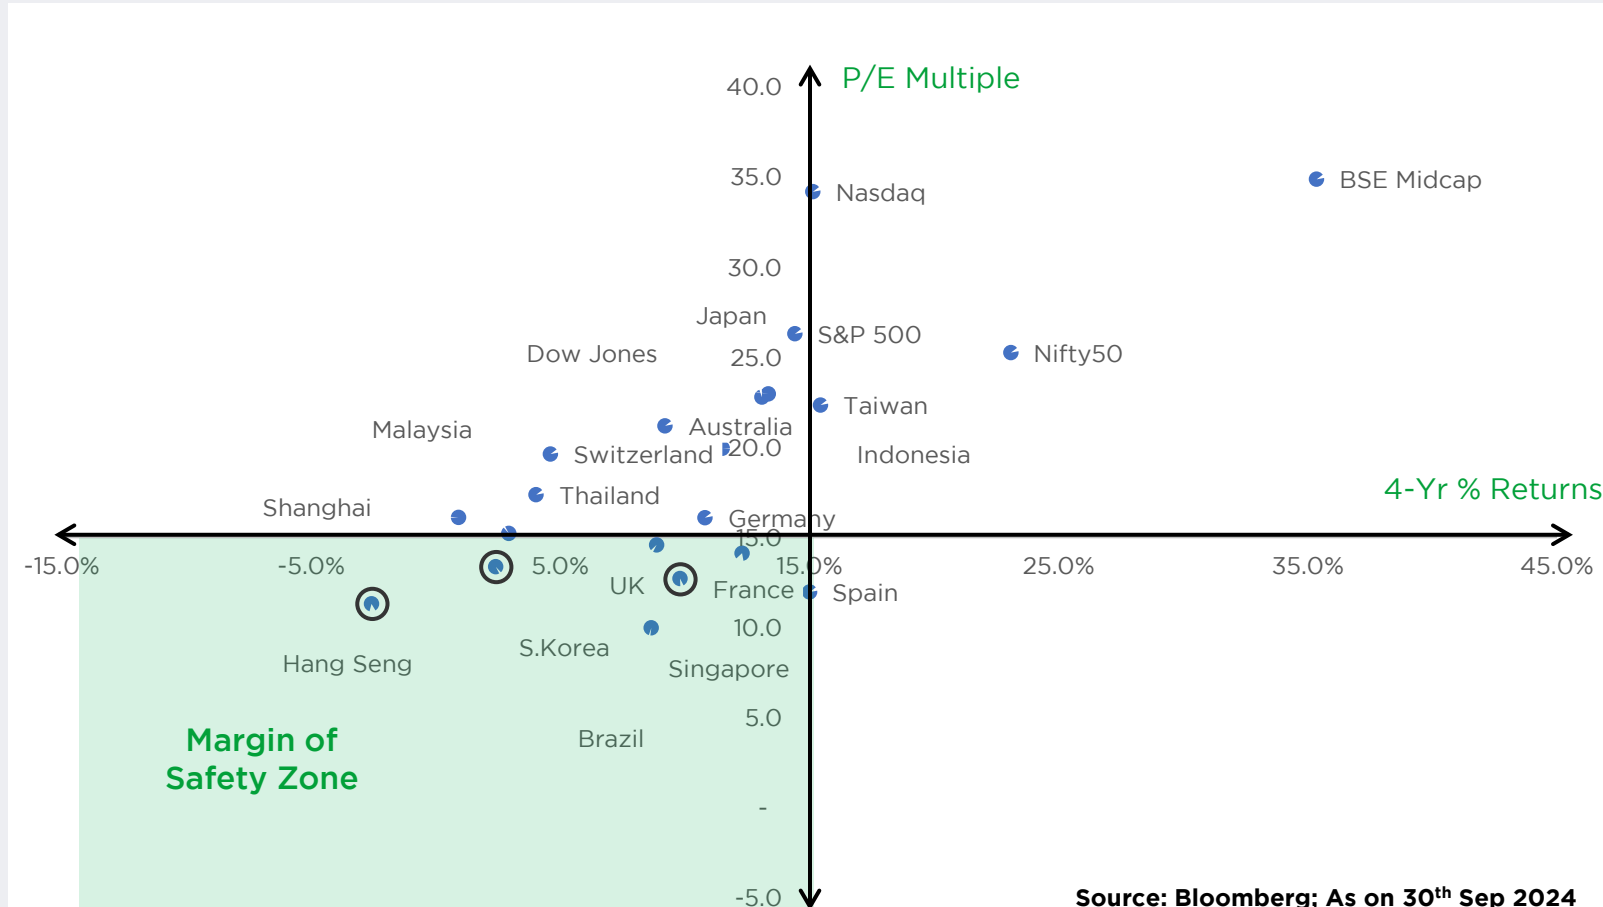 P/E Multiple
40.0
35.0
BSE Midcap
Nasdaq
30.0
Japan
S&P 500
Dow Jones
25.0
Nifty50
Taiwan
Malaysia
Australia
20.0
Switzerland
Indonesia
Thailand
4-Yr % Returns
Shanghai
Germany
15.0
-15.0%
-5.0%
5.0%
15.0%
25.0%
35.0%
45.0%
UK
France
Spain
10.0
S.Korea
Hang Seng
Singapore
5.0
Brazil
Margin of
Safety Zone
-
-5.0
Source: Bloomberg; As on 30th Sep 2024